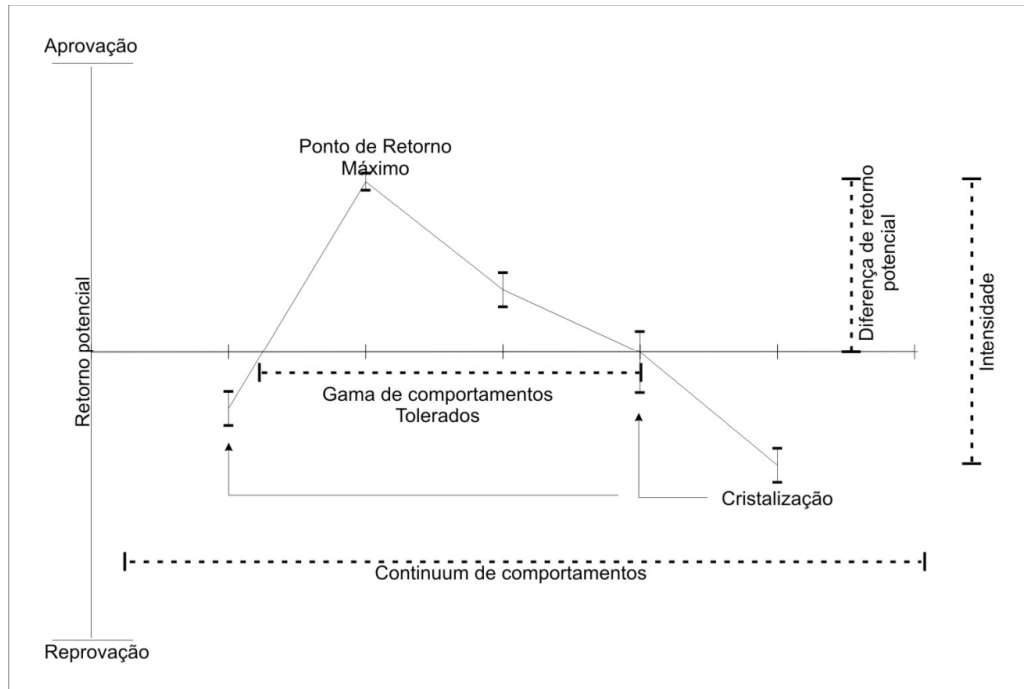 Aprovação
Ponto de Retorno
Máximo
Retorno potencial
Diferença de retorno
potencial
Intensidade
Gama de comportamentos
Tolerados
Cristalização
Continuum de comportamentos
Reprovação